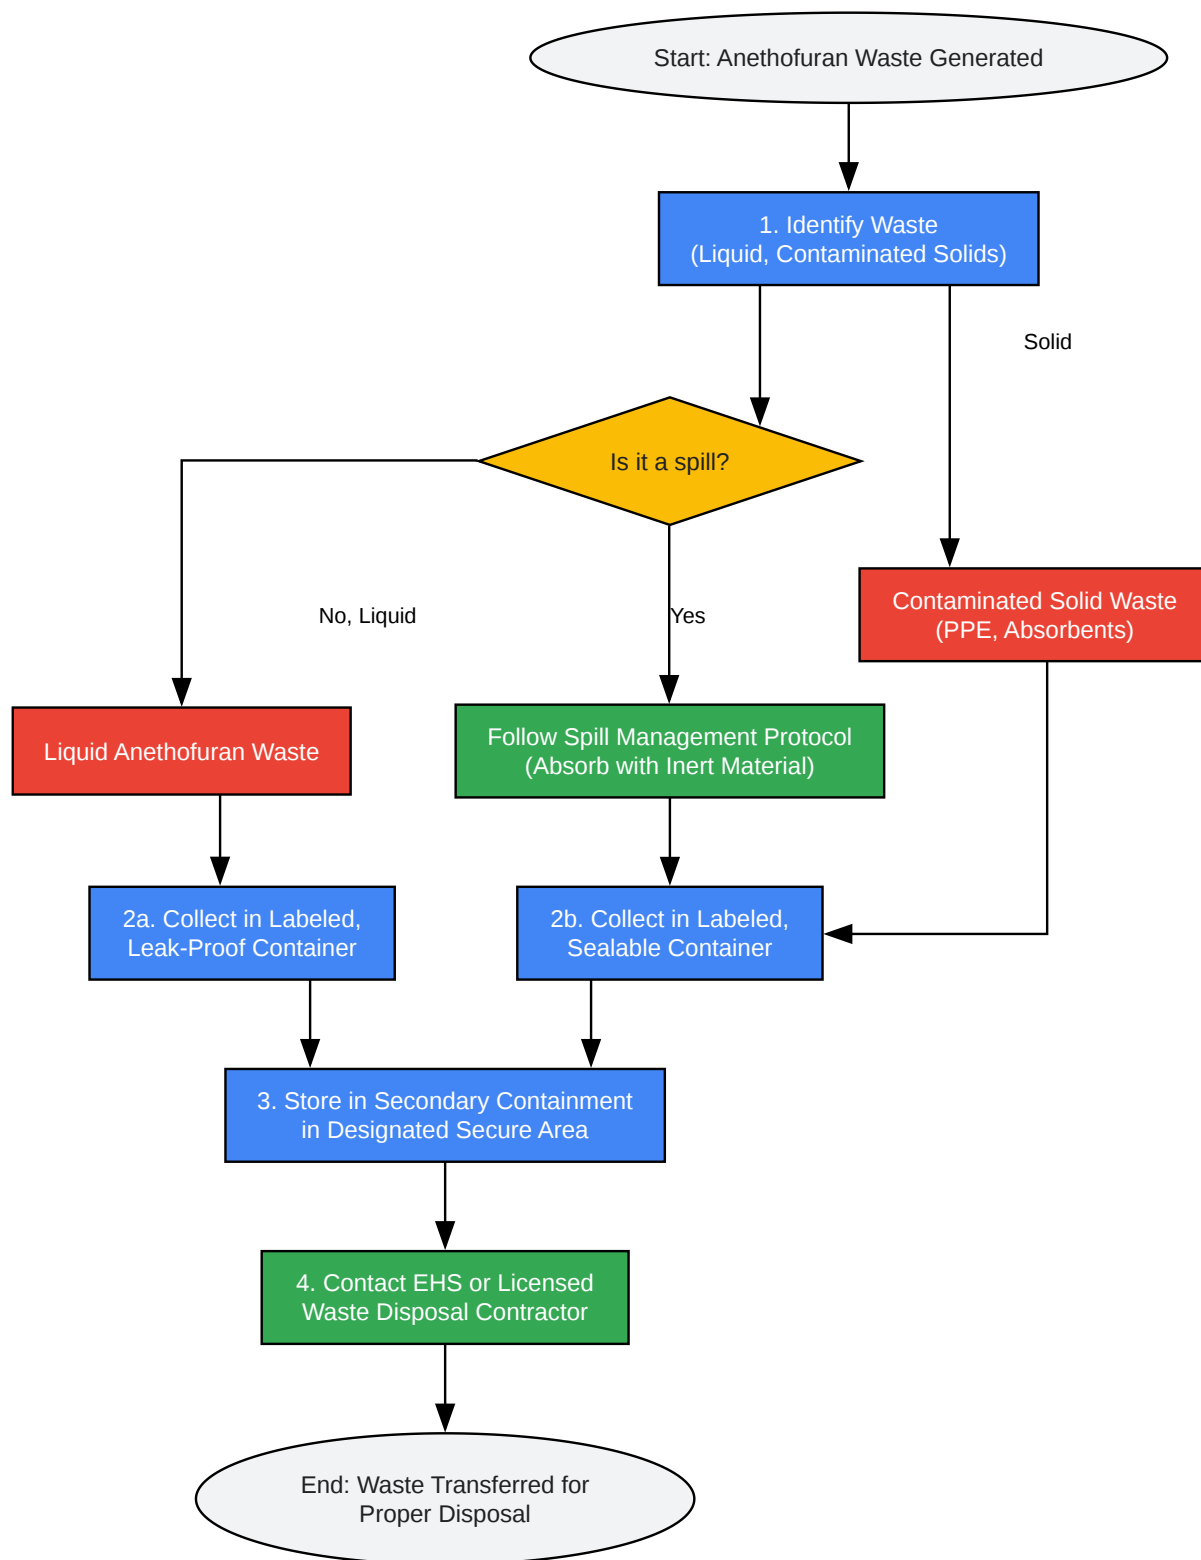 Start: Anethofuran Waste Generated
1. Identify Waste
(Liquid, Contaminated Solids)
Solid
Is it a spill?
No, Liquid
Yes
Contaminated Solid Waste
(PPE, Absorbents)
Liquid Anethofuran Waste
Follow Spill Management Protocol
(Absorb with Inert Material)
2a. Collect in Labeled,
Leak-Proof Container
2b. Collect in Labeled,
Sealable Container
3. Store in Secondary Containment
in Designated Secure Area
4. Contact EHS or Licensed
Waste Disposal Contractor
End: Waste Transferred for
Proper Disposal